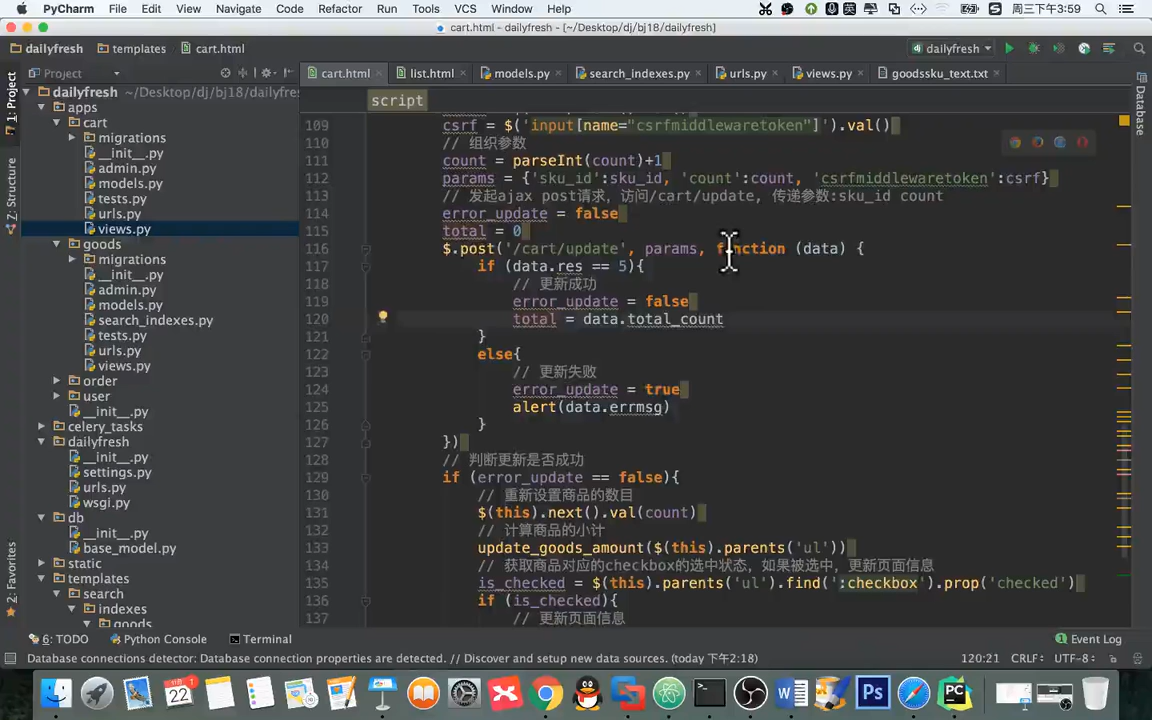 PyCharm File Edit View Navigate Code Refactor Run Tools VCS Window Help 英 周三下午3:59
cart.html - dailyfresh - [~/Desktop/dj/bj18/dailyfresh]
dailyfresh templates cart.html dailyfresh
Project cart.html list.html models.py search_indexes.py urls.py views.py goodssku_text.txt
1: Project
Z: Structure
2: Favorites
Database
dailyfresh ~/Desktop/dj/bj18/dailyfre
apps
cart
migrations
__init__.py
admin.py
models.py
tests.py
urls.py
views.py
goods
migrations
__init__.py
admin.py
models.py
search_indexes.py
tests.py
urls.py
views.py
order
user
__init__.py
celery_tasks
dailyfresh
__init__.py
settings.py
urls.py
wsgi.py
db
__init__.py
base_model.py
static
templates
search
indexes
goods
script
109 csrf = $('input[name="csrfmiddlewaretoken"]').val()
110 // 组织参数
111 count = parseInt(count)+1
112 params = {'sku_id':sku_id, 'count':count, 'csrfmiddlewaretoken':csrf}
113 // 发起ajax post请求，访问/cart/update, 传递参数:sku_id count
114 error_update = false
115 total = 0
116 $.post('/cart/update', params, function (data) {
117 if (data.res == 5){
118 // 更新成功
119 error_update = false
120 total = data.total_count
121 }
122 else{
123 // 更新失败
124 error_update = true
125 alert(data.errmsg)
126 }
127 })
128 // 判断更新是否成功
129 if (error_update == false){
130 // 重新设置商品的数目
131 $(this).next().val(count)
132 // 计算商品的小计
133 update_goods_amount($(this).parents('ul'))
134 // 获取商品对应的checkbox的选中状态，如果被选中，更新页面信息
135 is_checked = $(this).parents('ul').find(':checkbox').prop('checked')
136 if (is_checked){
137 // 更新页面信息
6: TODO Python Console Terminal 1 Event Log
Database connections detector: Database connection properties are detected. // Discover and setup new data sources. (today 下午2:18) 120:21 CRLF÷ UTF-8÷
22 W Ps PC